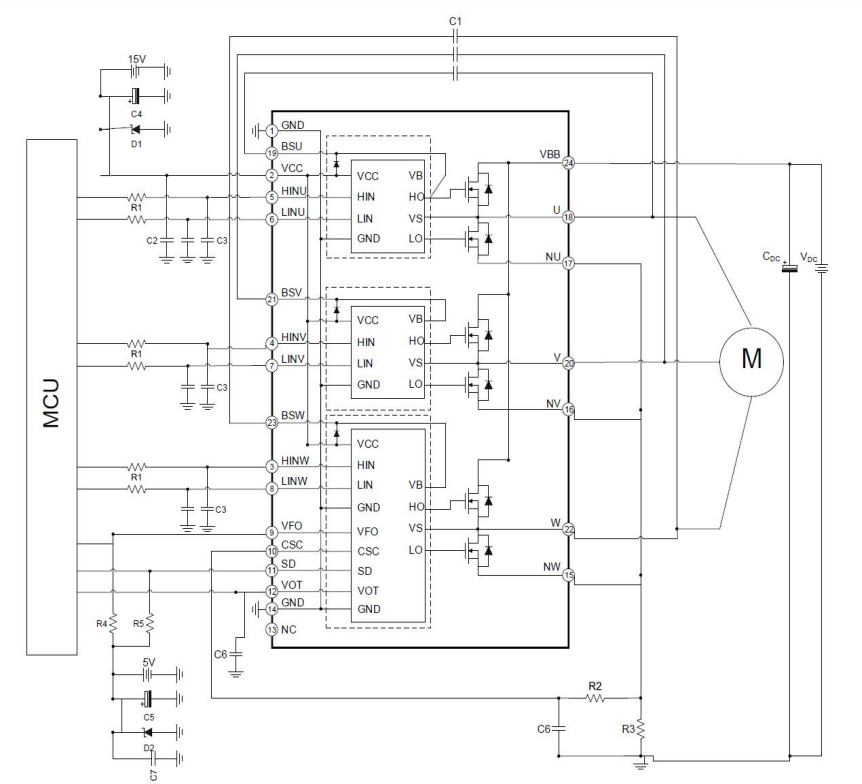 C1
15V
C4
D1
1 GND
19 BSU
2 VCC
5 HINU
6 LINU
VCC
HIN
LIN
GND
VB
HO
VS
LO
VBB 24
U 18
NU 17
R1
C2
C3
CDC
+
VDC
21 BSV
4 HINV
7 LINV
VCC
HIN
LIN
GND
VB
HO
VS
LO
V 20
NV 16
R1
C3
M
MCU
23 BSW
3 HINW
8 LINW
9 VFO
10 CSC
11 SD
12 VOT
14 GND
13 NC
VCC
HIN
LIN
GND
VFO
CSC
SD
VOT
GND
VB
HO
VS
LO
W 22
NW 15
R1
C3
R4
R5
C6
5V
C5
D2
C7
R2
C6
R3